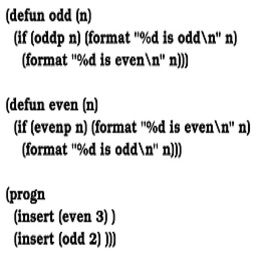 (defun odd (n)
(if (oddp n) (format "%d is odd\n" n)
(format "%d is even\n" n)))
(defun even (n)
(if (evenp n) (format "%d is even\n" n)
(format "%d is odd\n" n)))
(progn
(insert (even 3) )
(insert (odd 2) )))